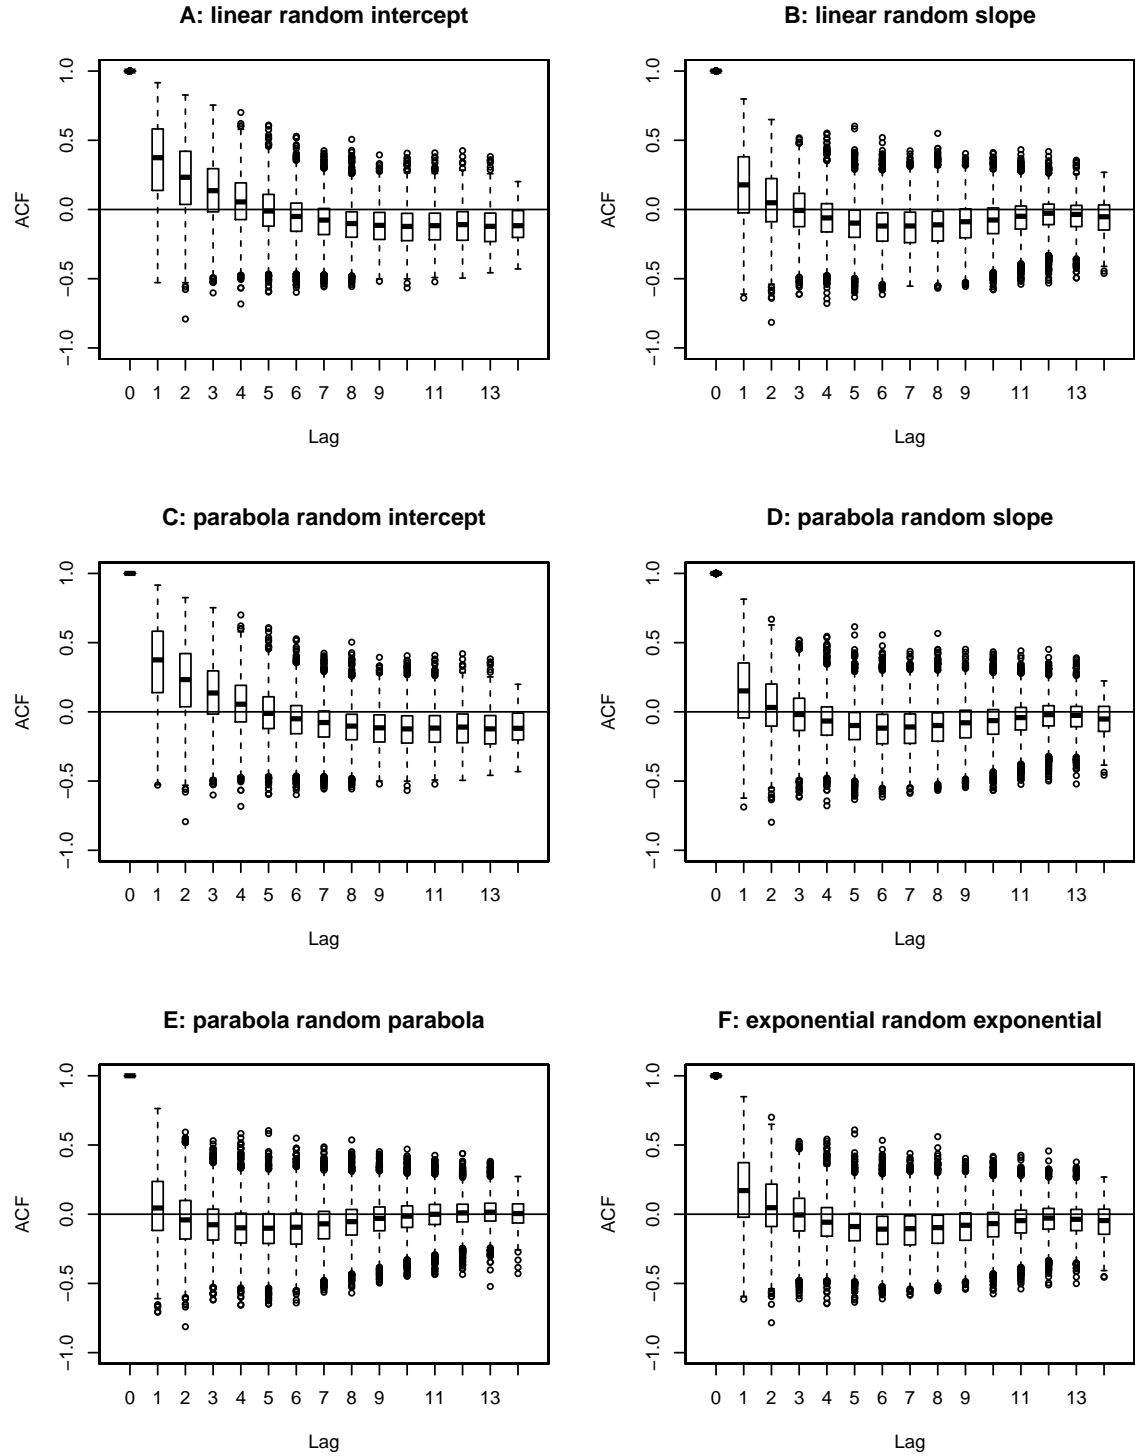 A: linear random intercept
1.0
0.5
0.0
−0.5
−1.0
ACF
0 1 2 3 4 5 6 7 8 9 11 13
Lag
B: linear random slope
1.0
0.5
0.0
−0.5
−1.0
ACF
0 1 2 3 4 5 6 7 8 9 11 13
Lag
C: parabola random intercept
1.0
0.5
0.0
−0.5
−1.0
ACF
0 1 2 3 4 5 6 7 8 9 11 13
Lag
D: parabola random slope
1.0
0.5
0.0
−0.5
−1.0
ACF
0 1 2 3 4 5 6 7 8 9 11 13
Lag
E: parabola random parabola
1.0
0.5
0.0
−0.5
−1.0
ACF
0 1 2 3 4 5 6 7 8 9 11 13
Lag
F: exponential random exponential
1.0
0.5
0.0
−0.5
−1.0
ACF
0 1 2 3 4 5 6 7 8 9 11 13
Lag